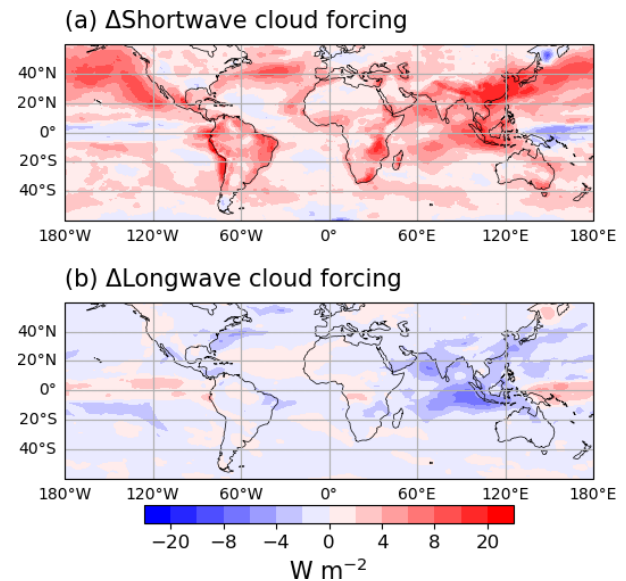 (a) ΔShortwave cloud forcing
40°N
20°N
0°
20°S
40°S
180°W 120°W 60°W 0° 60°E 120°E 180°E
(b) ΔLongwave cloud forcing
40°N
20°N
0°
20°S
40°S
180°W 120°W 60°W 0° 60°E 120°E 180°E
−20 −8 −4 0 4 8 20
W m⁻²